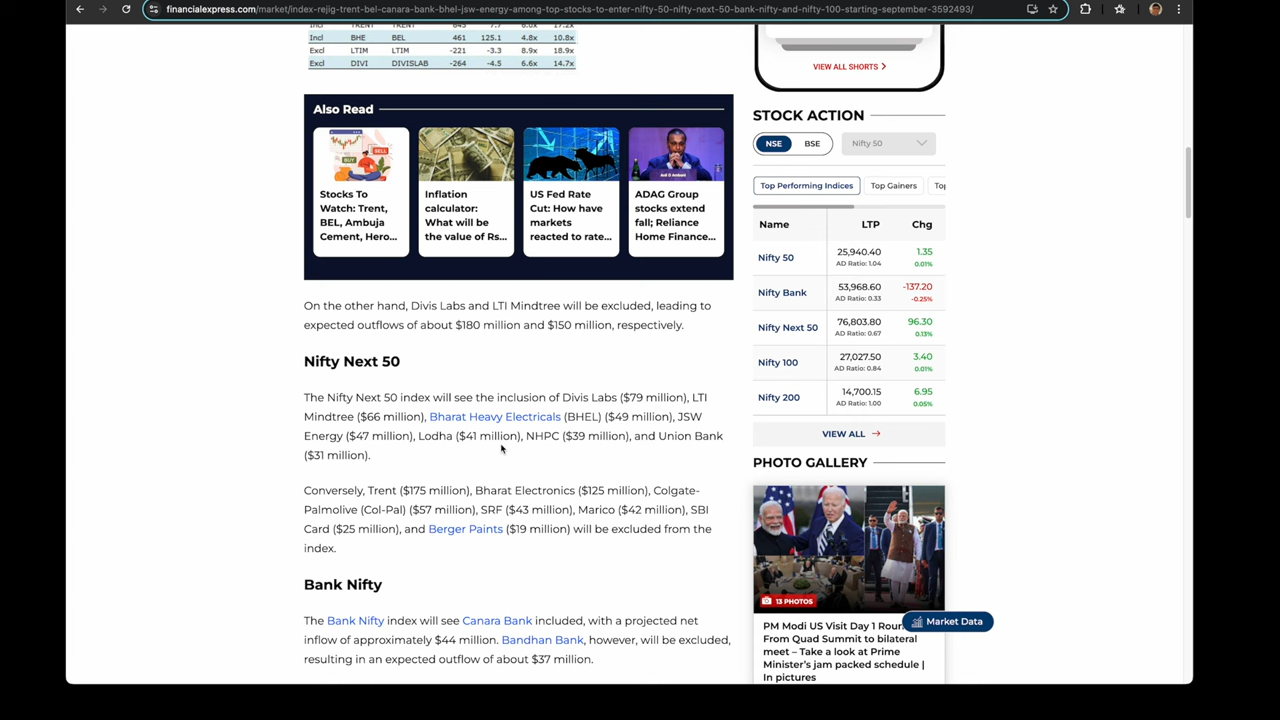 financialexpress.com/market/index-rejig-trent-bel-canara-bank-bhel-jsw-energy-among-top-stocks-to-enter-nifty-50-nifty-next-50-bank-nifty-and-nifty-100-starting-september-3592493/
Incl BHE BEL 461 125.1 4.8x 10.8x
Excl LTIM LTIM -221 -3.3 8.9x 18.9x
Excl DIVI DIVISLAB -264 -4.5 6.6x 14.7x
Also Read
Stocks To
Watch: Trent,
BEL, Ambuja
Cement, Hero...
Inflation
calculator:
What will be
the value of Rs...
US Fed Rate
Cut: How have
markets
reacted to rate...
ADAG Group
stocks extend
fall; Reliance
Home Finance...
On the other hand, Divis Labs and LTI Mindtree will be excluded, leading to
expected outflows of about $180 million and $150 million, respectively.
Nifty Next 50
The Nifty Next 50 index will see the inclusion of Divis Labs ($79 million), LTI
Mindtree ($66 million), Bharat Heavy Electricals (BHEL) ($49 million), JSW
Energy ($47 million), Lodha ($41 million), NHPC ($39 million), and Union Bank
($31 million).
Conversely, Trent ($175 million), Bharat Electronics ($125 million), Colgate-
Palmolive (Col-Pal) ($57 million), SRF ($43 million), Marico ($42 million), SBI
Card ($25 million), and Berger Paints ($19 million) will be excluded from the
index.
Bank Nifty
The Bank Nifty index will see Canara Bank included, with a projected net
inflow of approximately $44 million. Bandhan Bank, however, will be excluded,
resulting in an expected outflow of about $37 million.
VIEW ALL SHORTS
STOCK ACTION
NSE BSE Nifty 50
Top Performing Indices Top Gainers Top
Name LTP Chg
Nifty 50 25,940.40 1.35
AD Ratio: 1.04 0.01%
Nifty Bank 53,968.60 -137.20
AD Ratio: 0.33 -0.25%
Nifty Next 50 76,803.80 96.30
AD Ratio: 0.67 0.13%
Nifty 100 27,027.50 3.40
AD Ratio: 0.84 0.01%
Nifty 200 14,700.15 6.95
AD Ratio: 1.00 0.05%
VIEW ALL
PHOTO GALLERY
13 PHOTOS
Market Data
PM Modi US Visit Day 1
From Quad Summit to bilateral
meet – Take a look at Prime
Minister's jam packed schedule |
In pictures